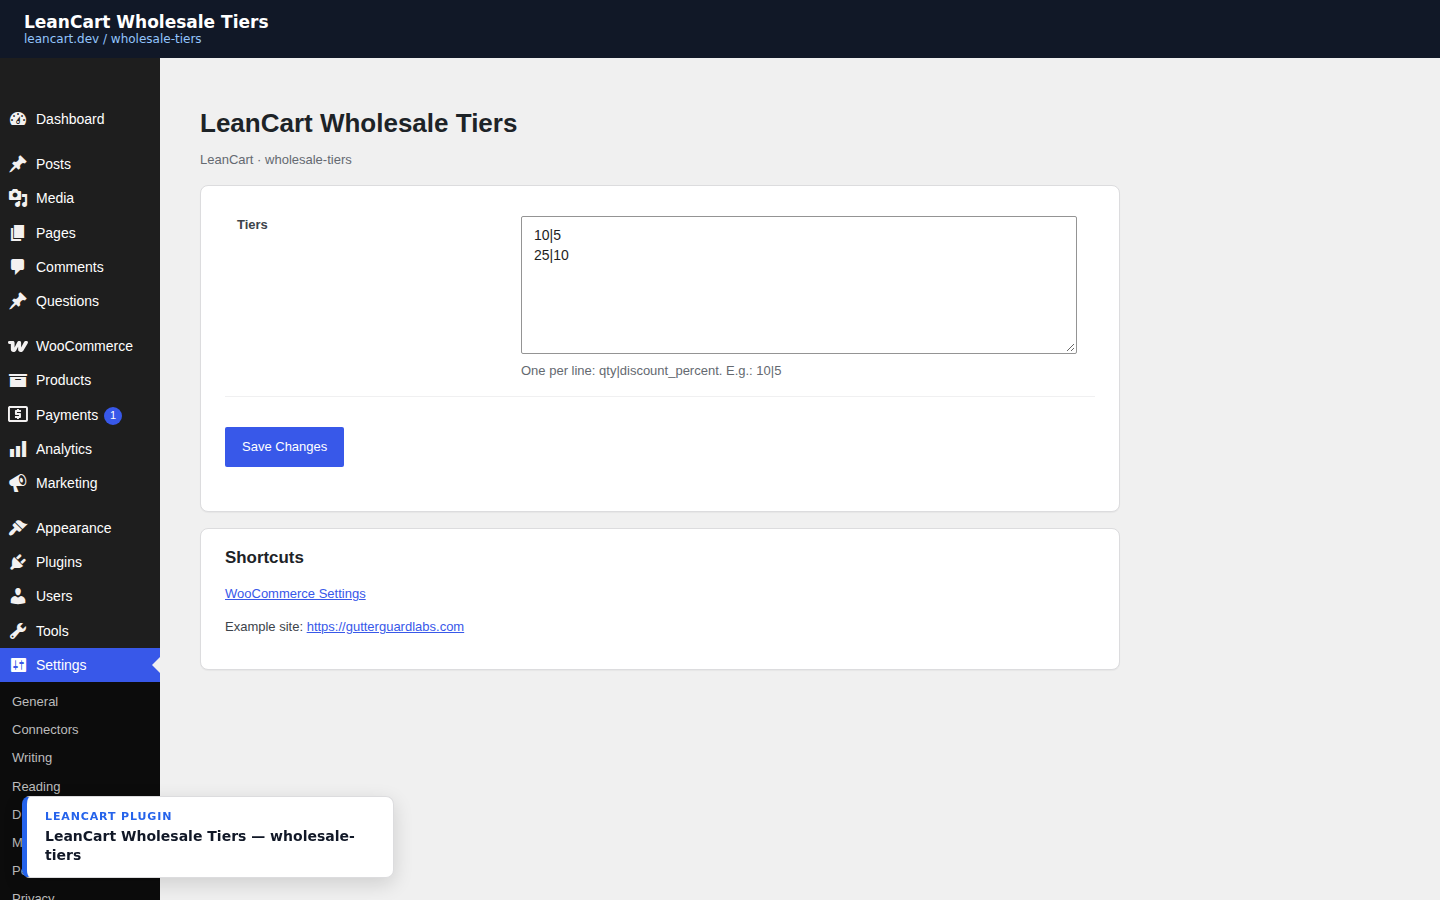 LeanCart Wholesale Tiers
leancart.dev / wholesale-tiers
Dashboard
Posts
Media
Pages
Comments
Questions
WooCommerce
Products
Payments 1
Analytics
Marketing
Appearance
Plugins
Users
Tools
Settings
General
Connectors
Writing
Reading
Privacy
LeanCart Wholesale Tiers
LeanCart · wholesale-tiers
Tiers
10|5
25|10
One per line: qty|discount_percent. E.g.: 10|5
Save Changes
Shortcuts
WooCommerce Settings
Example site: https://gutterguardlabs.com
LEANCART PLUGIN
LeanCart Wholesale Tiers — wholesale-
tiers